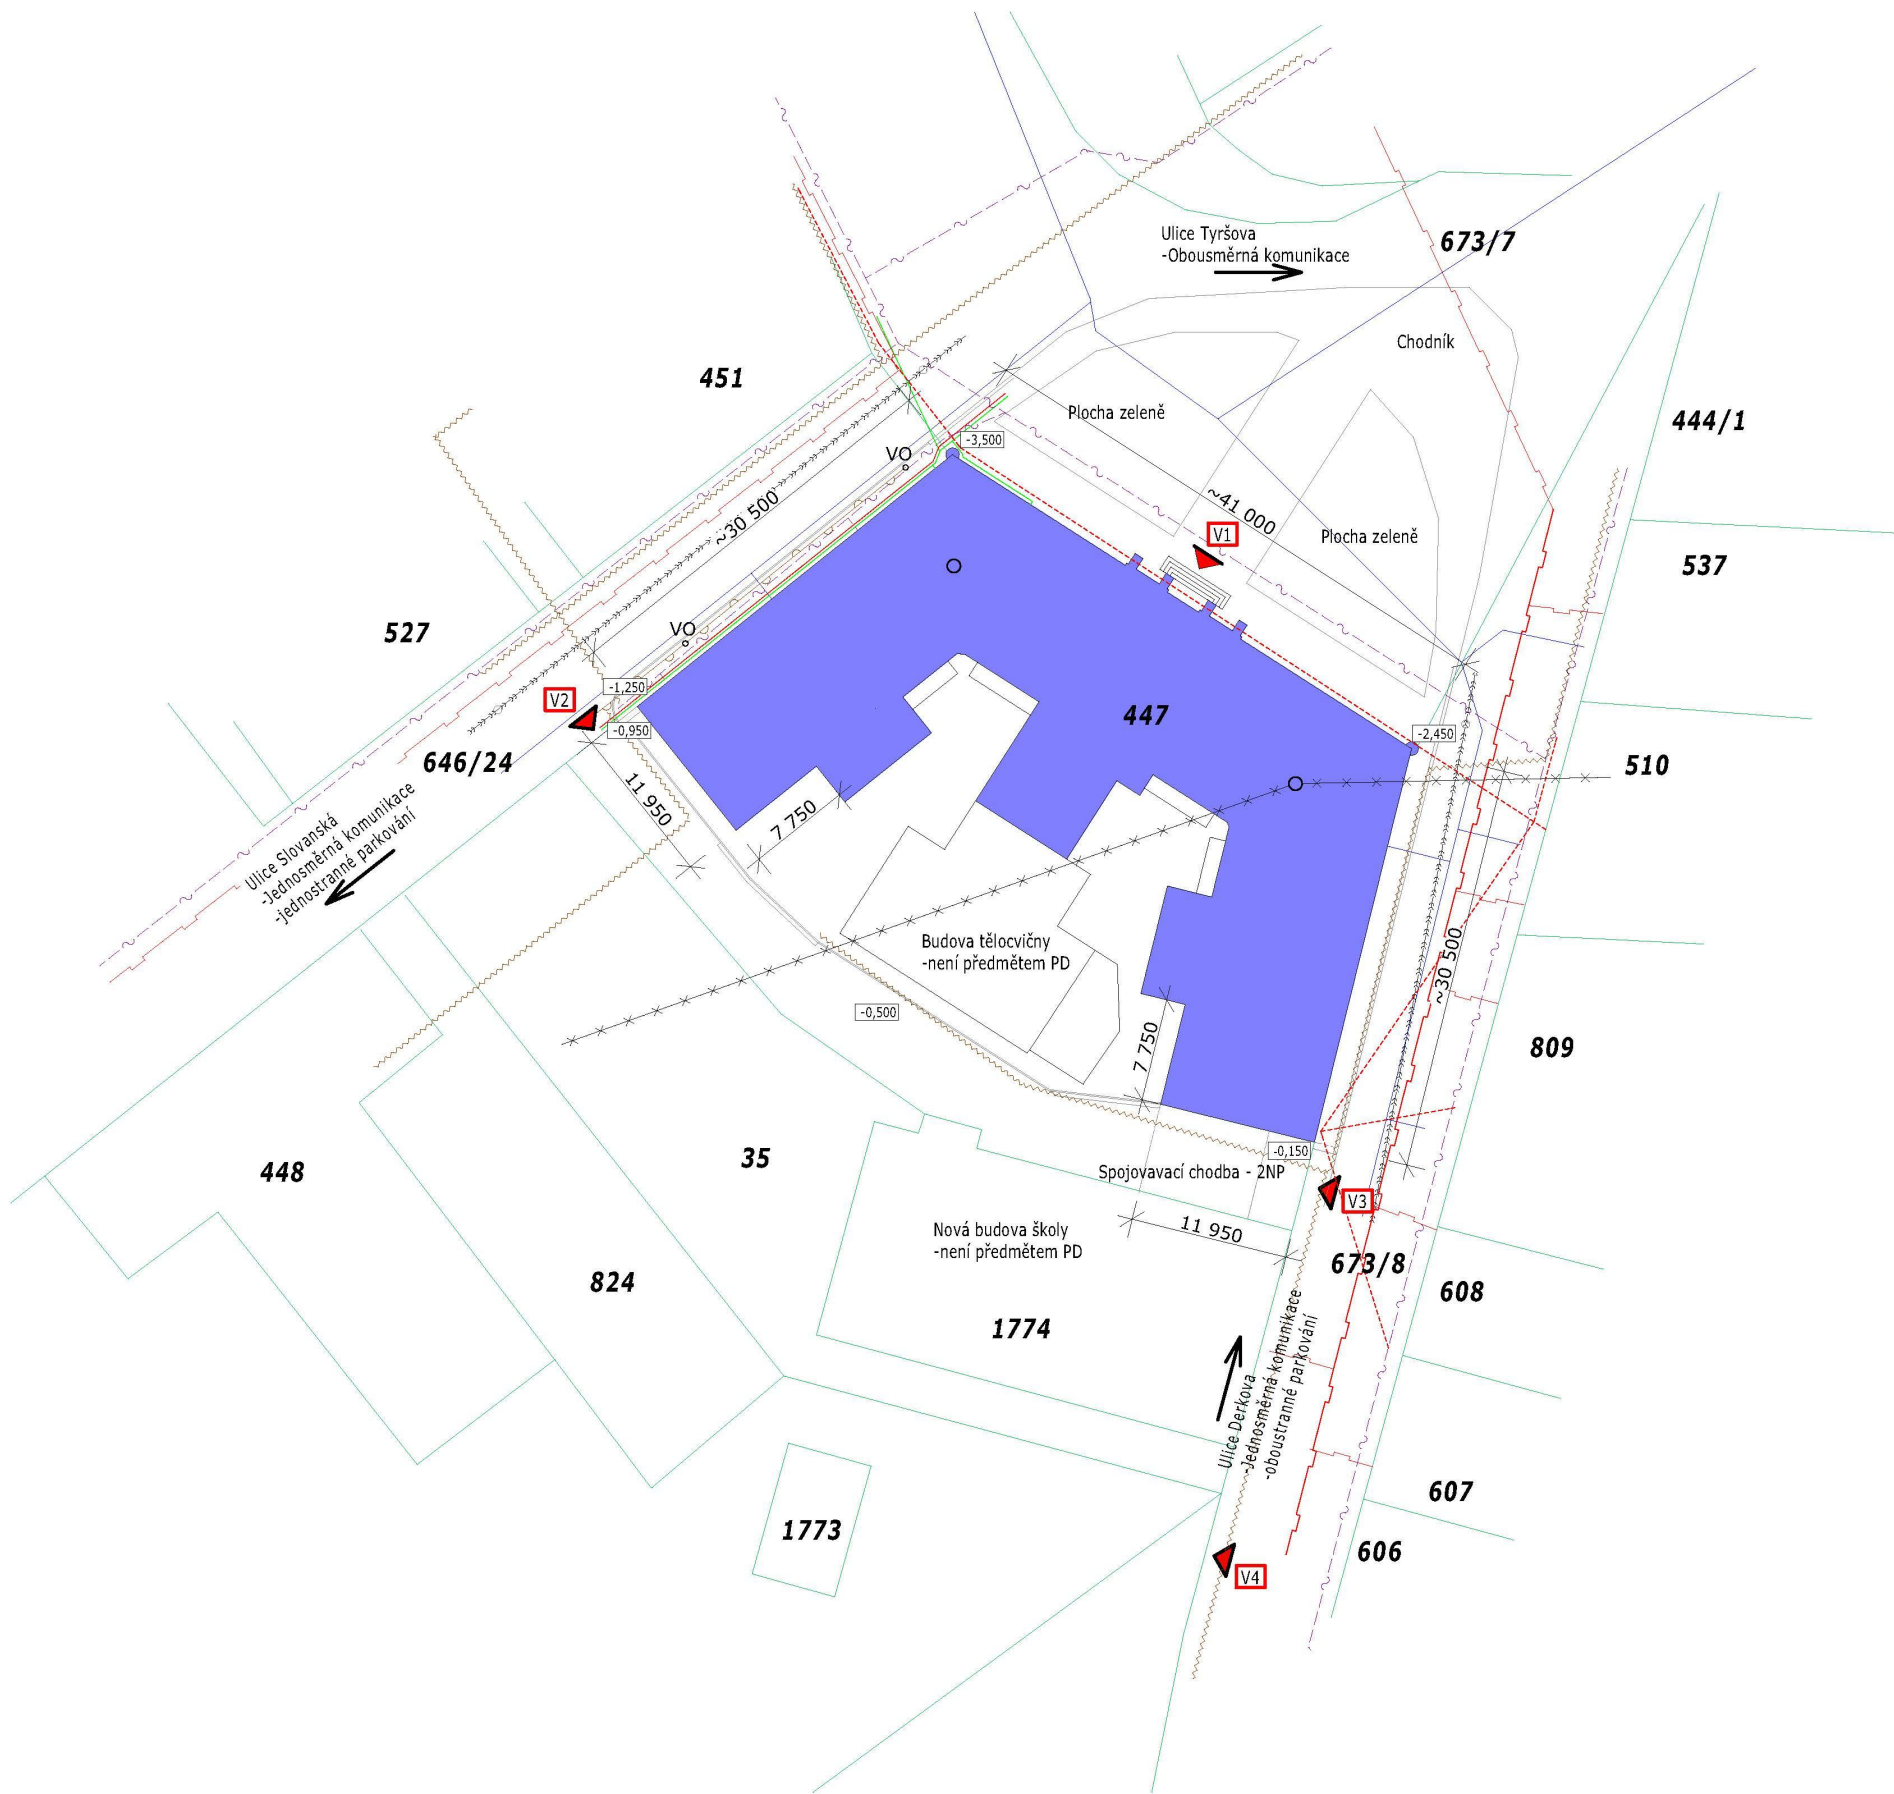 Ulice Tyršova
-Obousměrná komunikace
673/7
Chodník
451
Plocha zeleně
444/1
-3,500
VO
~30 500
~41 000
V1
Plocha zeleně
537
527
VO
-1,250
V2
-0,950
447
-2,450
646/24
510
11 950
7 750
Ulice Slovanská
-Jednosměrná komunikace
-jednostranné parkování
Budova tělocvičny
-není předmětem PD
~30 500
-0,500
7 750
809
448
35
-0,150
Spojovavací chodba - 2NP
V3
Nová budova školy
-není předmětem PD
11 950
673/8
824
608
1774
Ulice Derkova
-Jednosměrná komunikace
-oboustranné parkování
607
1773
606
V4